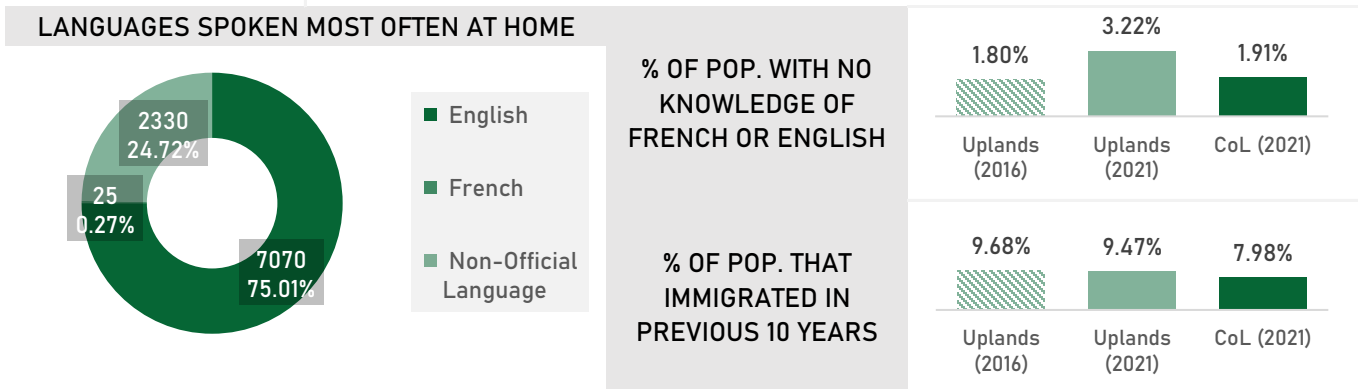 LANGUAGES SPOKEN MOST OFTEN AT HOME
2330
24.72%
25
0.27%
7070
75.01%
English
French
Non-Official
Language
% OF POP. WITH NO
KNOWLEDGE OF
FRENCH OR ENGLISH
1.80%
3.22%
1.91%
Uplands
(2016)
Uplands
(2021)
CoL (2021)
% OF POP. THAT
IMMIGRATED IN
PREVIOUS 10 YEARS
9.68%
9.47%
7.98%
Uplands
(2016)
Uplands
(2021)
CoL (2021)